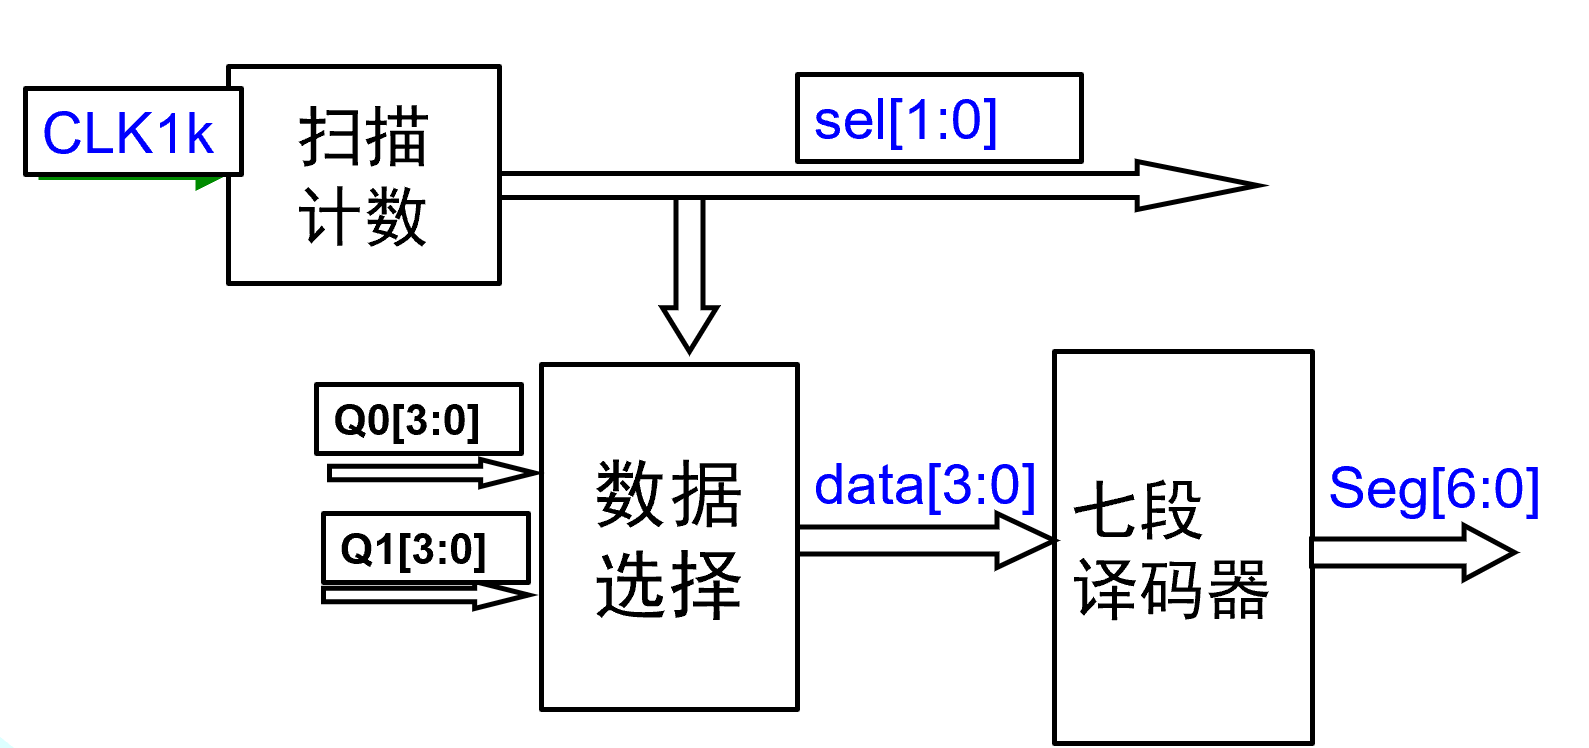 CLK1k
扫描
计数
sel[1:0]
Q0[3:0]
Q1[3:0]
数据
选择
data[3:0]
七段
译码器
Seg[6:0]